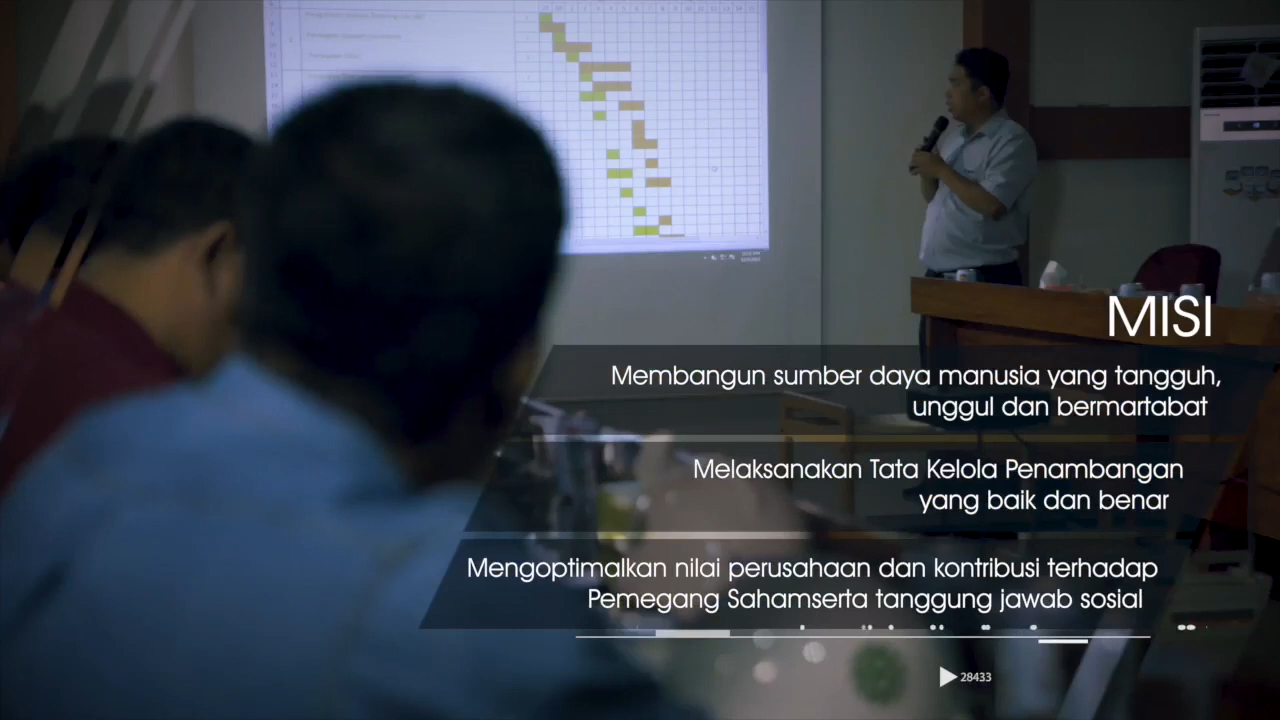 MISI
Membangun sumber daya manusia yang tangguh,
unggul dan bermartabat
Melaksanakan Tata Kelola Penambangan
yang baik dan benar
Mengoptimalkan nilai perusahaan dan kontribusi terhadap
Pemegang Sahamserta tanggung jawab sosial
28433